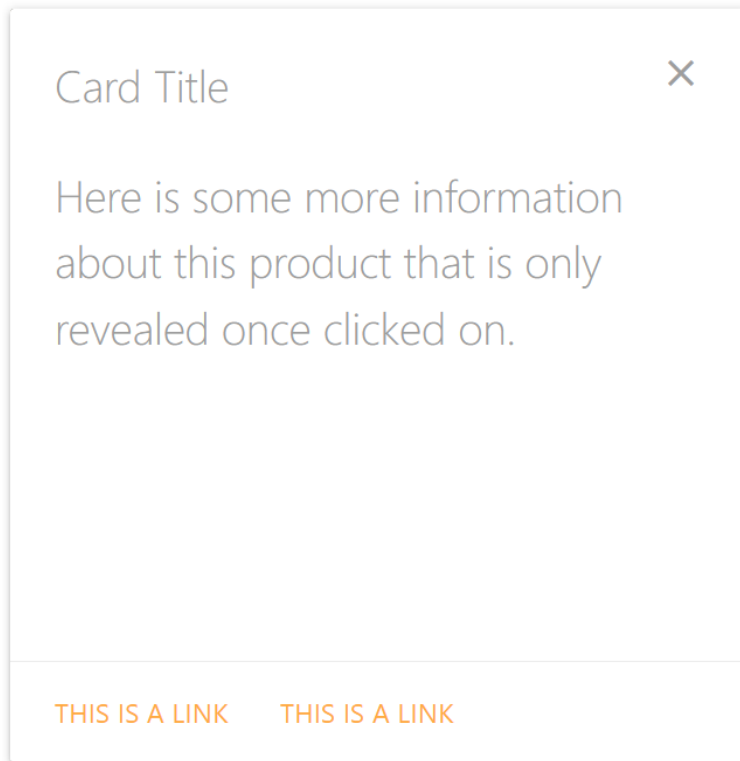 Card Title
Here is some more information
about this product that is only
revealed once clicked on.
THIS IS A LINK THIS IS A LINK